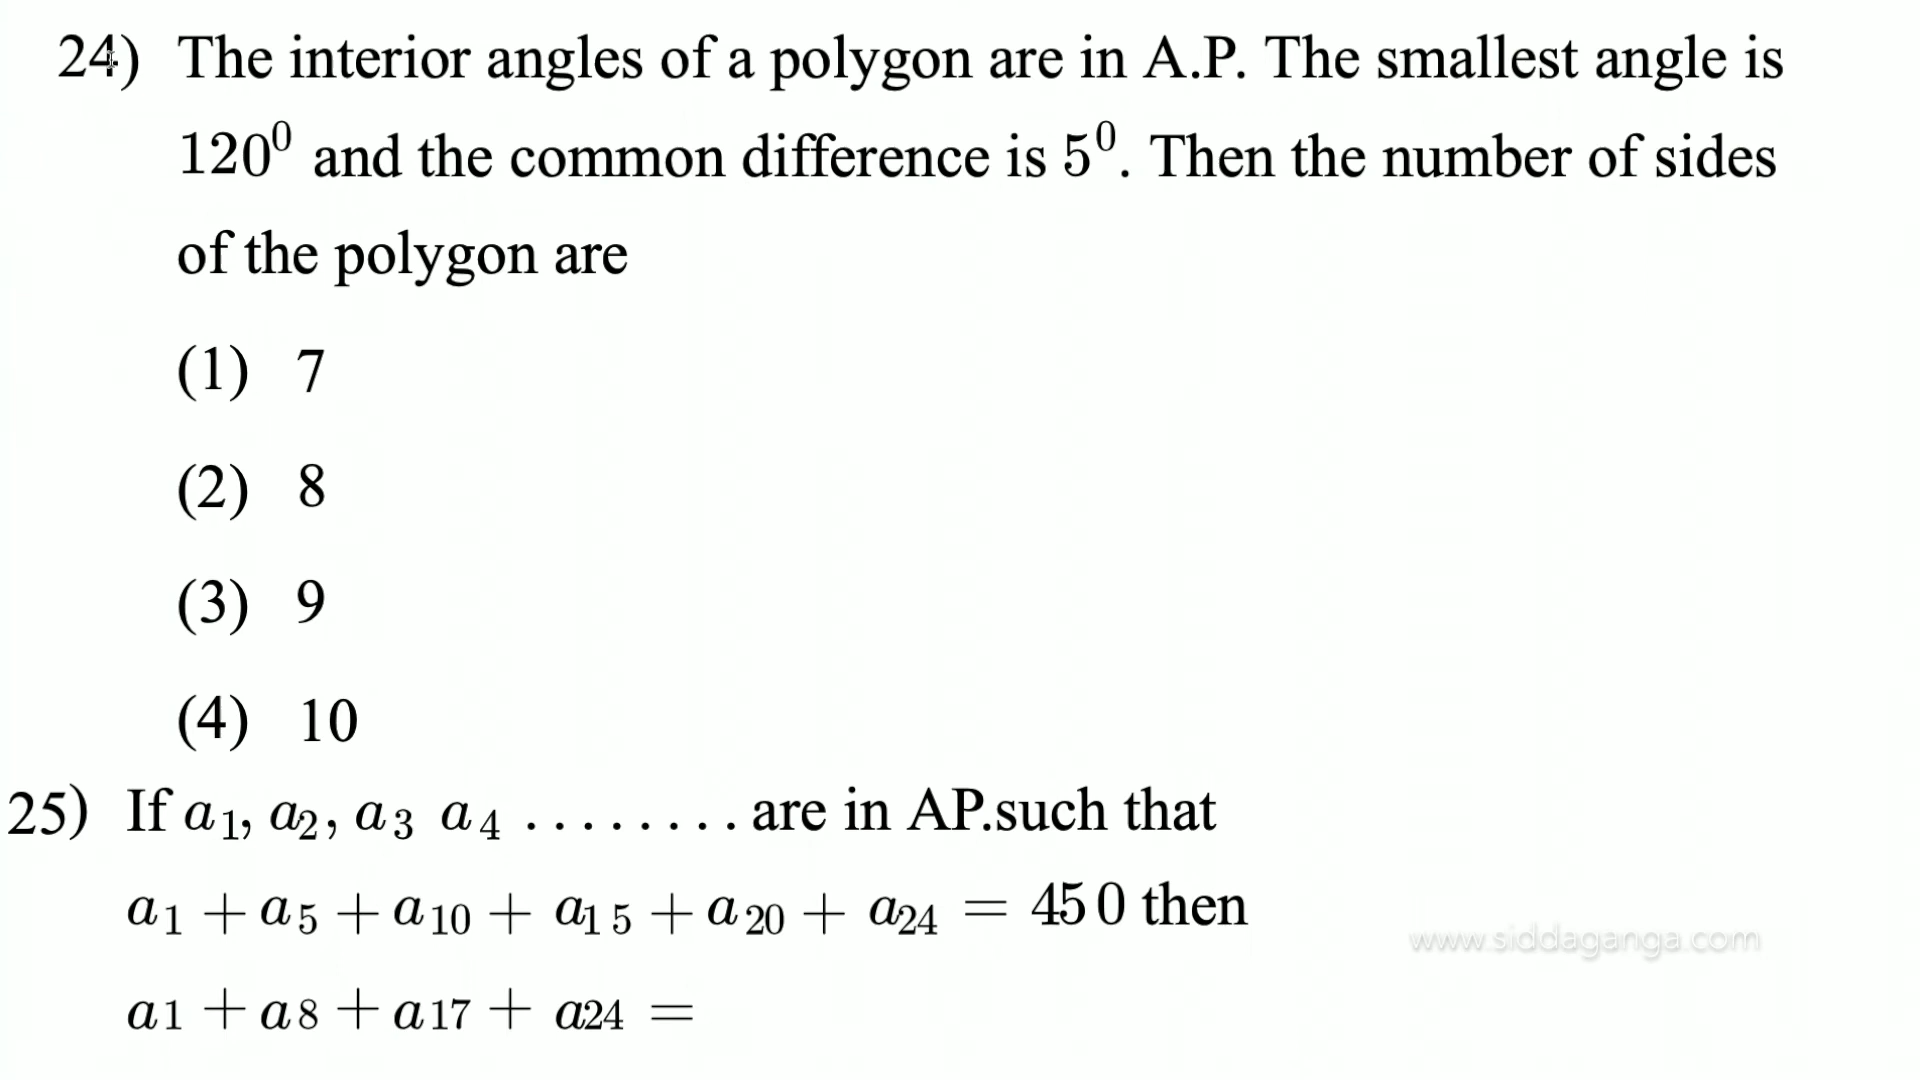 24) The interior angles of a polygon are in A.P. The smallest angle is
120⁰ and the common difference is 5⁰. Then the number of sides
of the polygon are
(1) 7
(2) 8
(3) 9
(4) 10
25) If a₁, a₂, a₃ a₄ ........ are in AP.such that
a₁ + a₅ + a₁₀ + a₁₅ + a₂₀ + a₂₄ = 450 then
www.siddaganga.com
a₁ + a₈ + a₁₇ + a₂₄ =